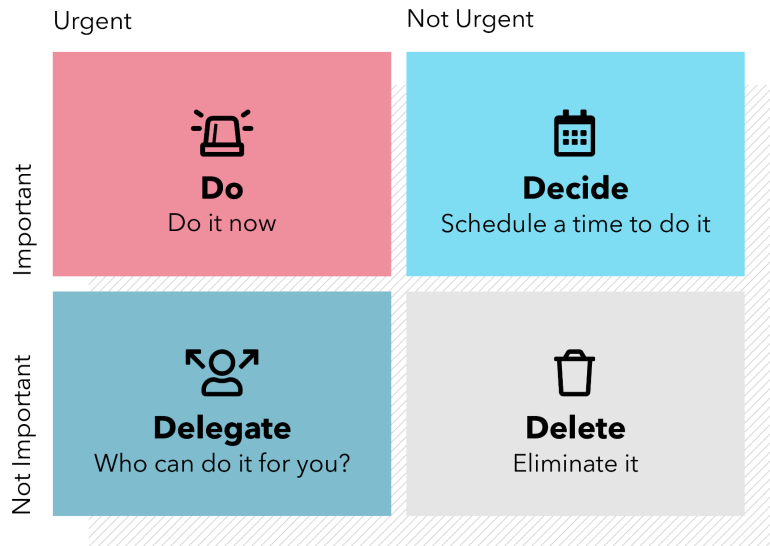 Urgent
Not Urgent
Important
Do
Do it now
Decide
Schedule a time to do it
Not Important
Delegate
Who can do it for you?
Delete
Eliminate it